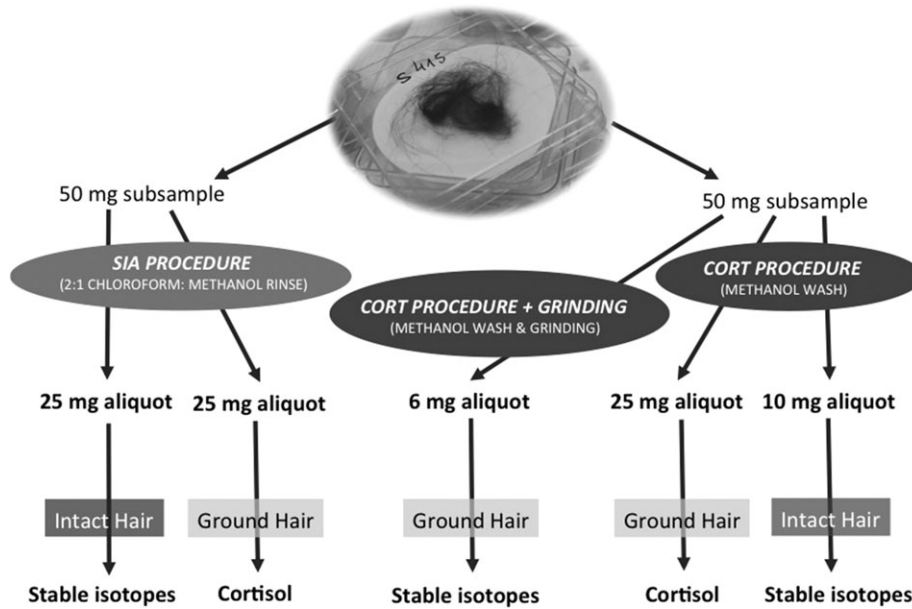 S415
50 mg subsample
50 mg subsample
SIA PROCEDURE
(2:1 CHLOROFORM: METHANOL RINSE)
CORT PROCEDURE
(METHANOL WASH)
CORT PROCEDURE + GRINDING
(METHANOL WASH & GRINDING)
25 mg aliquot
25 mg aliquot
6 mg aliquot
25 mg aliquot
10 mg aliquot
Intact Hair
Ground Hair
Ground Hair
Ground Hair
Intact Hair
Stable isotopes
Cortisol
Stable isotopes
Cortisol
Stable isotopes